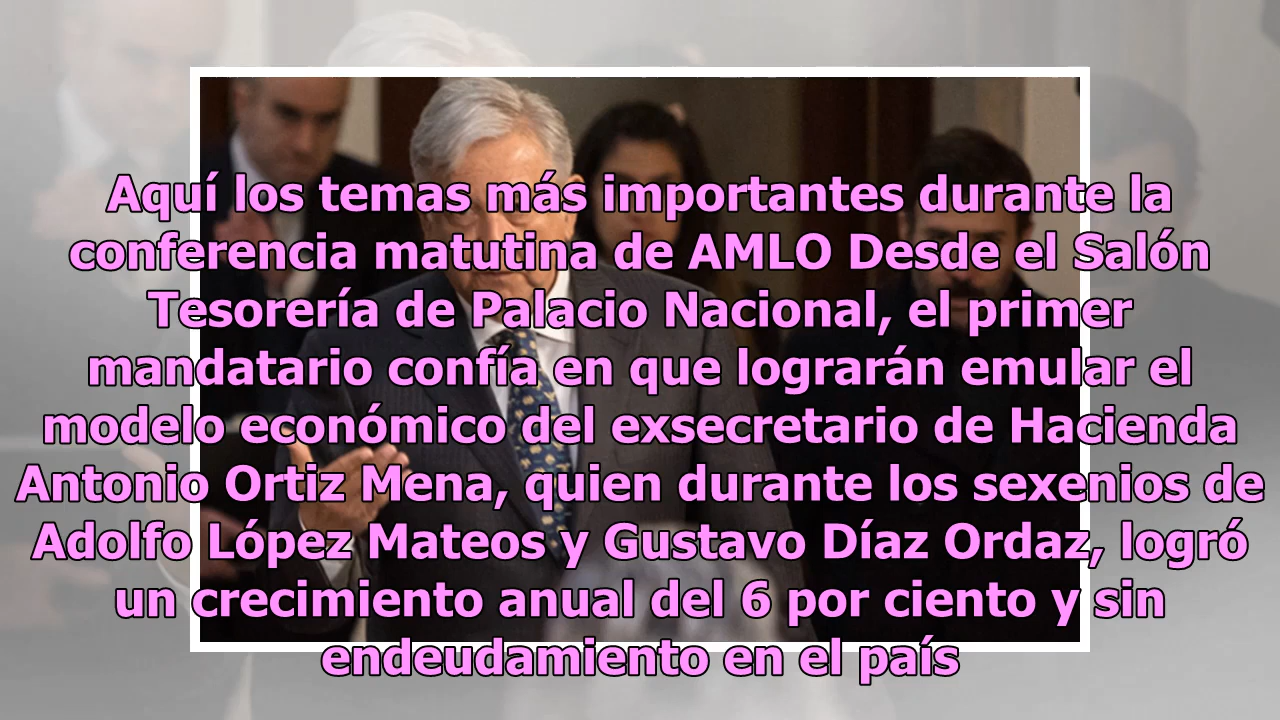 Aquí los temas más importantes durante la
conferencia matutina de AMLO Desde el Salón
Tesorería de Palacio Nacional, el primer
mandatario confía en que lograrán emular el
modelo económico del exsecretario de Hacienda
Antonio Ortiz Mena, quien durante los sexenios de
Adolfo López Mateos y Gustavo Díaz Ordaz, logró
un crecimiento anual del 6 por ciento y sin
endeudamiento en el país